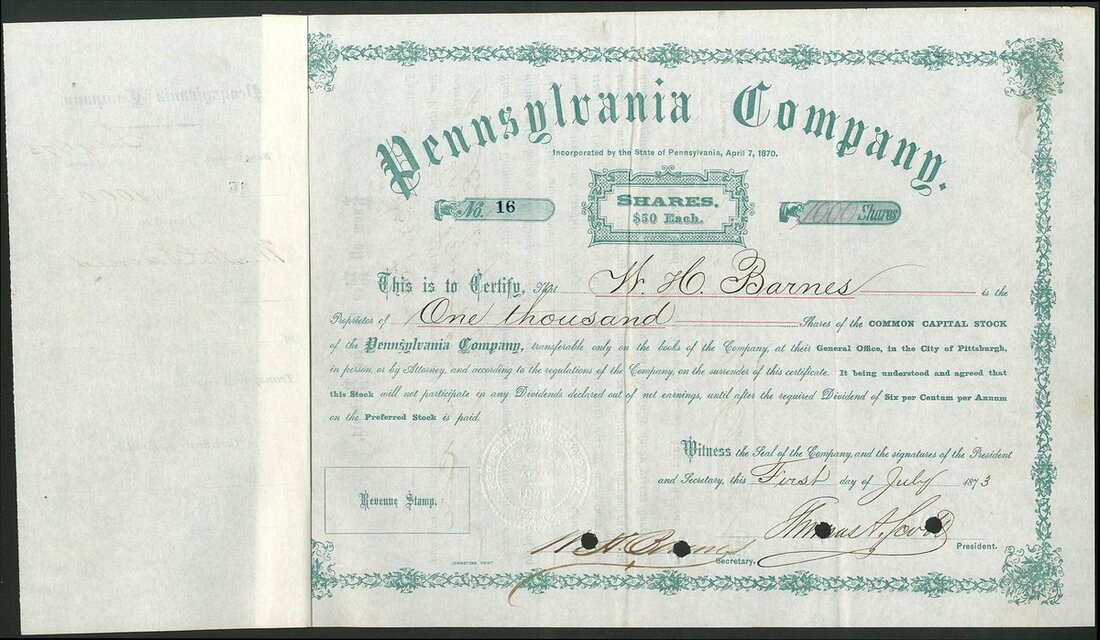 Pennsylvania Company.
Incorporated by the State of Pennsylvania, April 7, 1870.
No. 16
SHARES,
$50 Each.
1000 Shares
This is to Certify, That W. H. Barnes is the
Proprietor of One thousand Shares of the COMMON CAPITAL STOCK
of the Pennsylvania Company, transferable only on the books of the Company, at their General Office, in the City of Pittsburgh,
in person, or by Attorney, and according to the regulations of the Company, on the surrender of this certificate. It being understood and agreed that
this Stock will not participate in any Dividends declared out of net earnings, until after the required Dividend of Six per Centum per Annum
on the Preferred Stock is paid.
Witness the Seal of the Company, and the signatures of the President
and Secretary, this First day of July 1873
Revenue Stamp.
1870
Thomas A. Scott
President.
W. H. Barnes
Secretary.
JOHNSTONS PRINT